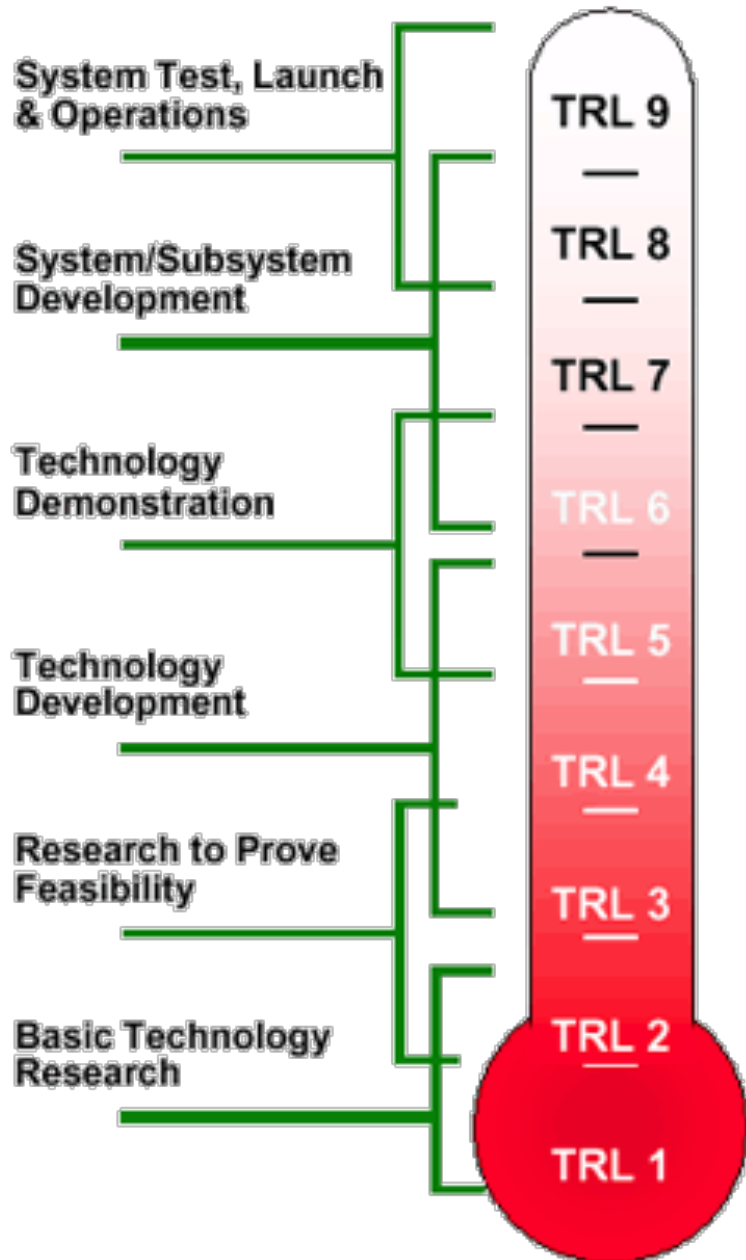 System Test, Launch
& Operations
System/Subsystem
Development
Technology
Demonstration
Technology
Development
Research to Prove
Feasibility
Basic Technology
Research
TRL 9
TRL 8
TRL 7
TRL 6
TRL 5
TRL 4
TRL 3
TRL 2
TRL 1